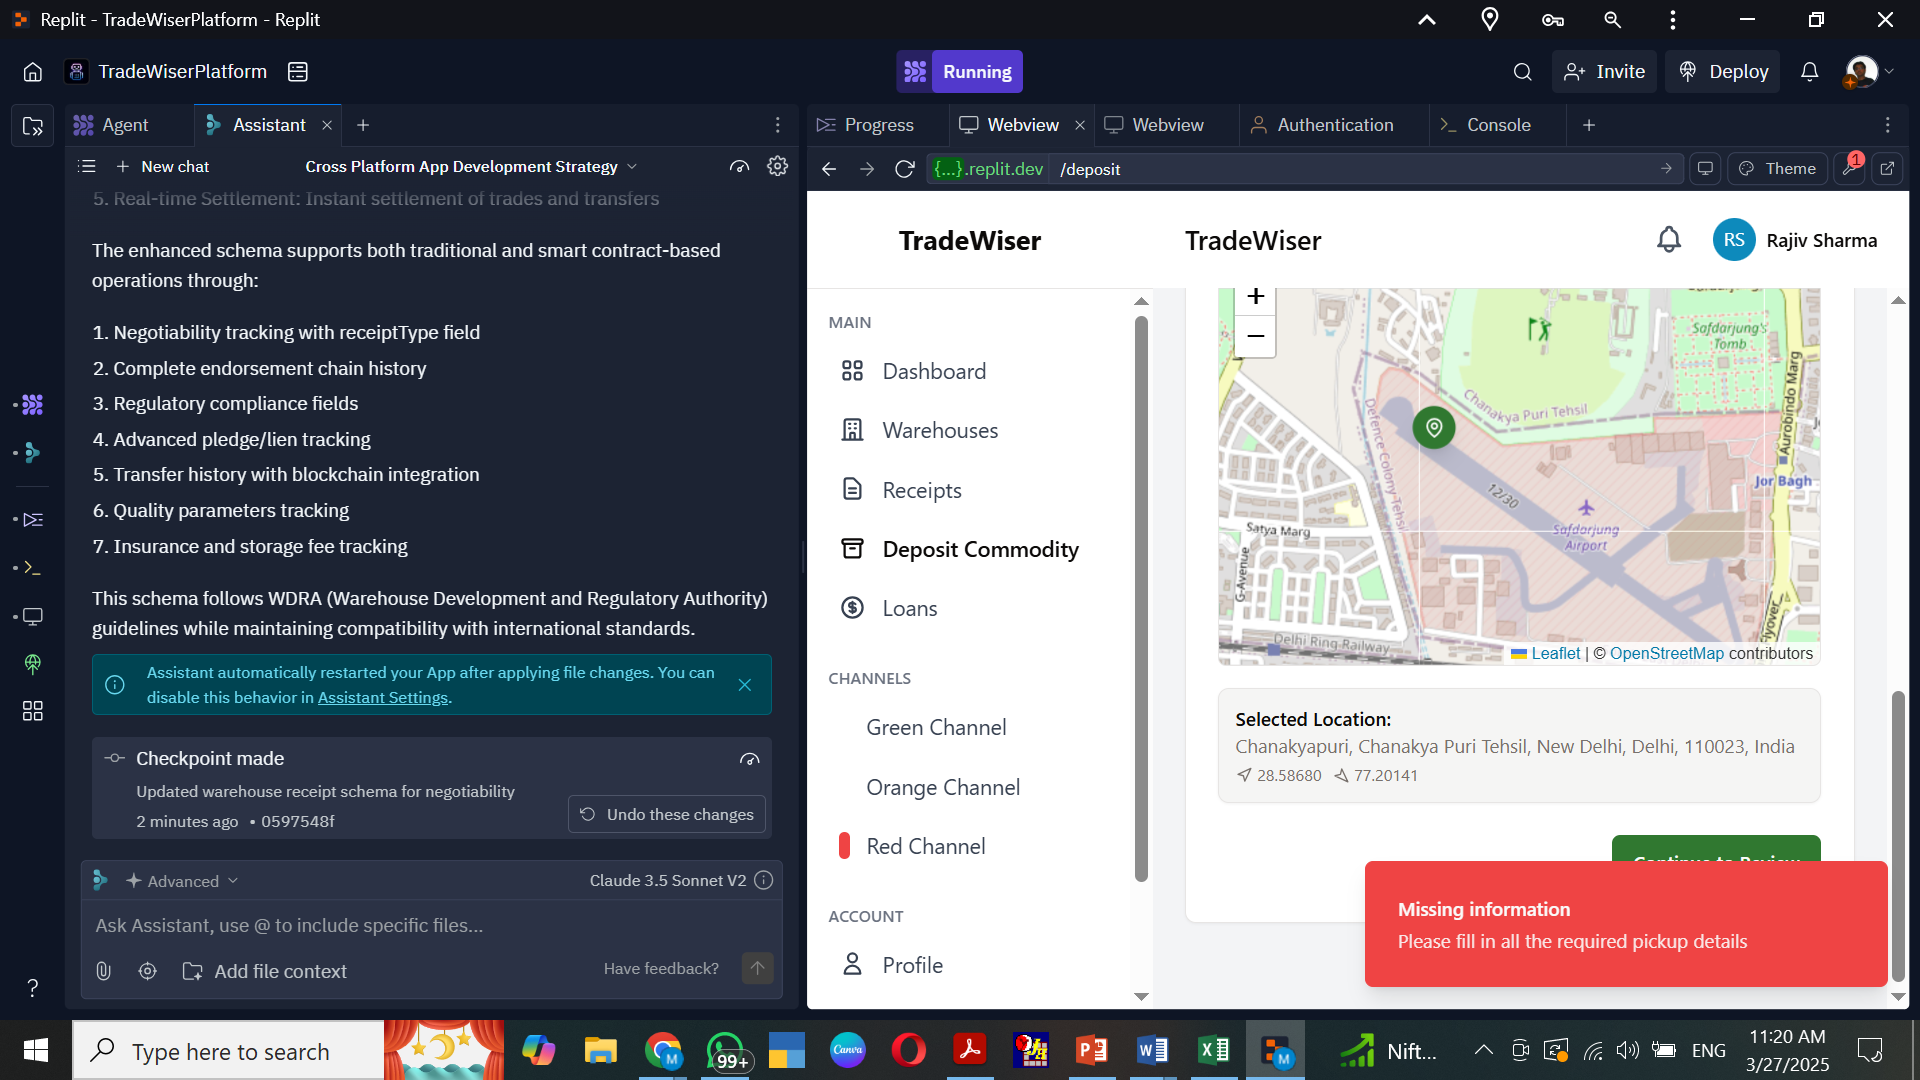 Replit - TradeWiserPlatform - Replit
TradeWiserPlatform
Running
Invite
Deploy
Agent
Assistant
Progress
Webview
Webview
Authentication
Console
New chat
Cross Platform App Development Strategy
{...}.replit.dev
/deposit
Theme
1
5. Real-time Settlement: Instant settlement of trades and transfers
The enhanced schema supports both traditional and smart contract-based
operations through:
1. Negotiability tracking with receiptType field
2. Complete endorsement chain history
3. Regulatory compliance fields
4. Advanced pledge/lien tracking
5. Transfer history with blockchain integration
6. Quality parameters tracking
7. Insurance and storage fee tracking
This schema follows WDRA (Warehouse Development and Regulatory Authority)
guidelines while maintaining compatibility with international standards.
Assistant automatically restarted your App after applying file changes. You can
disable this behavior in Assistant Settings.
Checkpoint made
Updated warehouse receipt schema for negotiability
2 minutes ago • 0597548f
Undo these changes
Advanced
Claude 3.5 Sonnet V2
Ask Assistant, use @ to include specific files...
Add file context
Have feedback?
TradeWiser
TradeWiser
RS
Rajiv Sharma
MAIN
Dashboard
Warehouses
Receipts
Deposit Commodity
Loans
CHANNELS
Green Channel
Orange Channel
Red Channel
ACCOUNT
Profile
+
−
Safdarjung's
Tomb
Aurobindo Marg
Chanakya Puri Tehsil
Defence Colony Tehsil
12/30
Jor Bagh
Safdarjung
Airport
Satya Marg
G-Avenue
Delhi Ring Railway
Flyover
Leaflet | © OpenStreetMap contributors
Selected Location:
Chanakyapuri, Chanakya Puri Tehsil, New Delhi, Delhi, 110023, India
28.58680 77.20141
Continue to Review
Missing information
Please fill in all the required pickup details
Type here to search
99+
Canva
Nift...
ENG
11:20 AM
3/27/2025